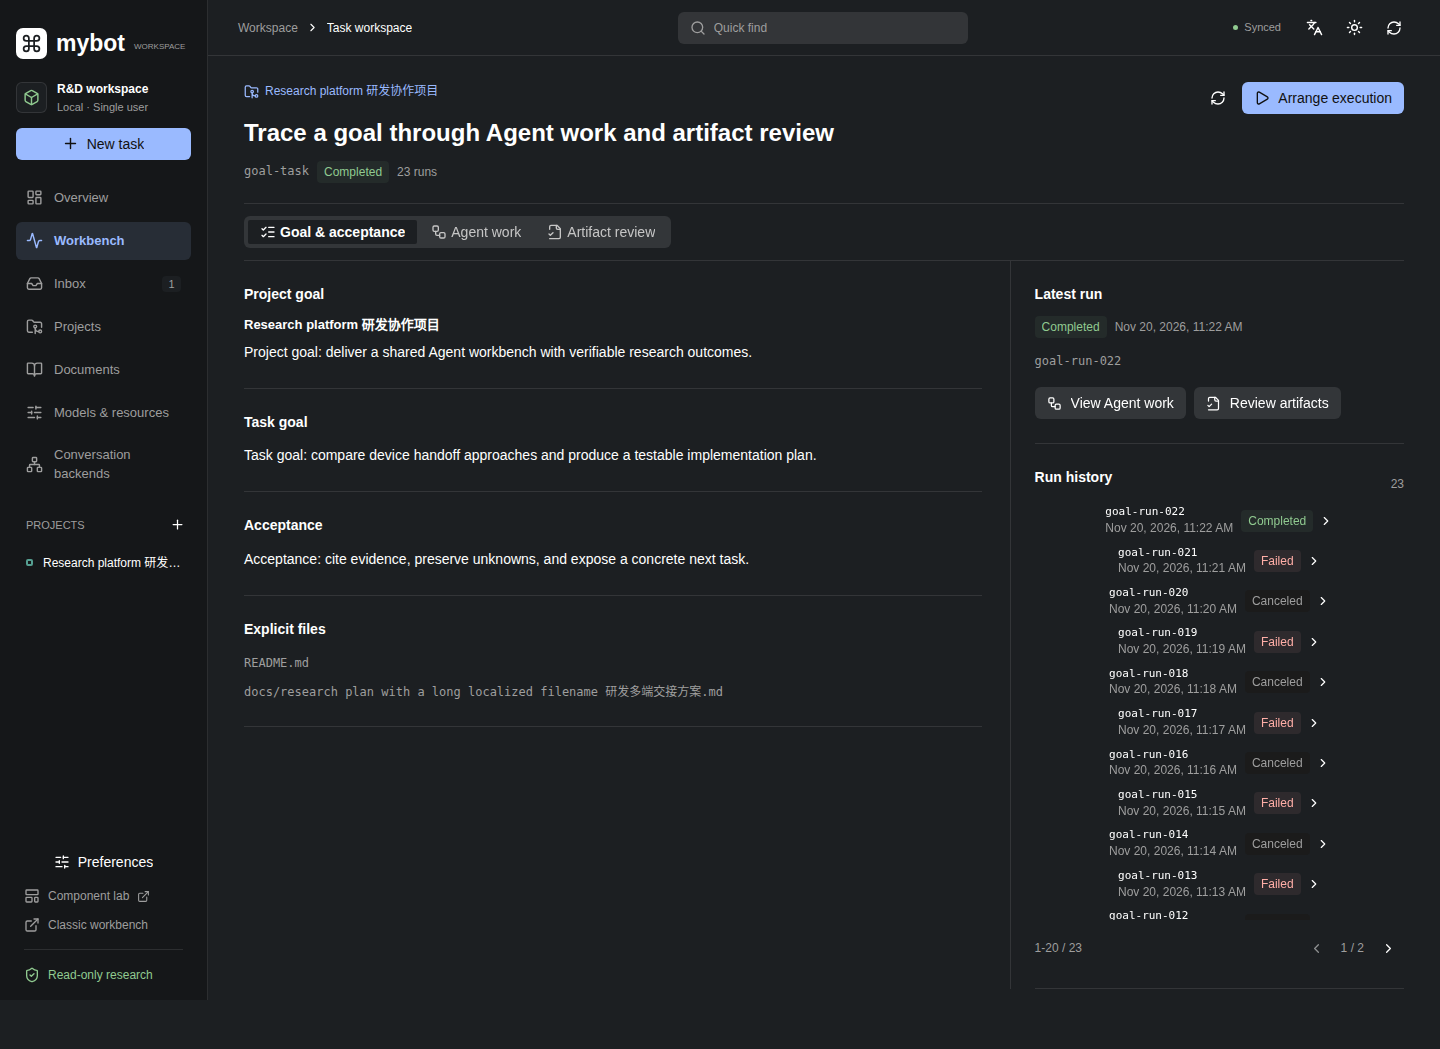 mybot WORKSPACE
R&D workspace
Local · Single user
New task
Overview
Workbench
Inbox 1
Projects
Documents
Models & resources
Conversation
backends
PROJECTS
Research platform 研发…
Preferences
Component lab
Classic workbench
Read-only research
Workspace Task workspace
Quick find
Synced
Research platform 研发协作项目
Arrange execution
Trace a goal through Agent work and artifact review
goal-task Completed 23 runs
Goal & acceptance Agent work Artifact review
Project goal
Research platform 研发协作项目
Project goal: deliver a shared Agent workbench with verifiable research outcomes.
Task goal
Task goal: compare device handoff approaches and produce a testable implementation plan.
Acceptance
Acceptance: cite evidence, preserve unknowns, and expose a concrete next task.
Explicit files
README.md
docs/research plan with a long localized filename 研发多端交接方案.md
Latest run
Completed Nov 20, 2026, 11:22 AM
goal-run-022
View Agent work Review artifacts
Run history 23
goal-run-022
Nov 20, 2026, 11:22 AM Completed
goal-run-021
Nov 20, 2026, 11:21 AM Failed
goal-run-020
Nov 20, 2026, 11:20 AM Canceled
goal-run-019
Nov 20, 2026, 11:19 AM Failed
goal-run-018
Nov 20, 2026, 11:18 AM Canceled
goal-run-017
Nov 20, 2026, 11:17 AM Failed
goal-run-016
Nov 20, 2026, 11:16 AM Canceled
goal-run-015
Nov 20, 2026, 11:15 AM Failed
goal-run-014
Nov 20, 2026, 11:14 AM Canceled
goal-run-013
Nov 20, 2026, 11:13 AM Failed
goal-run-012
1-20 / 23 1 / 2